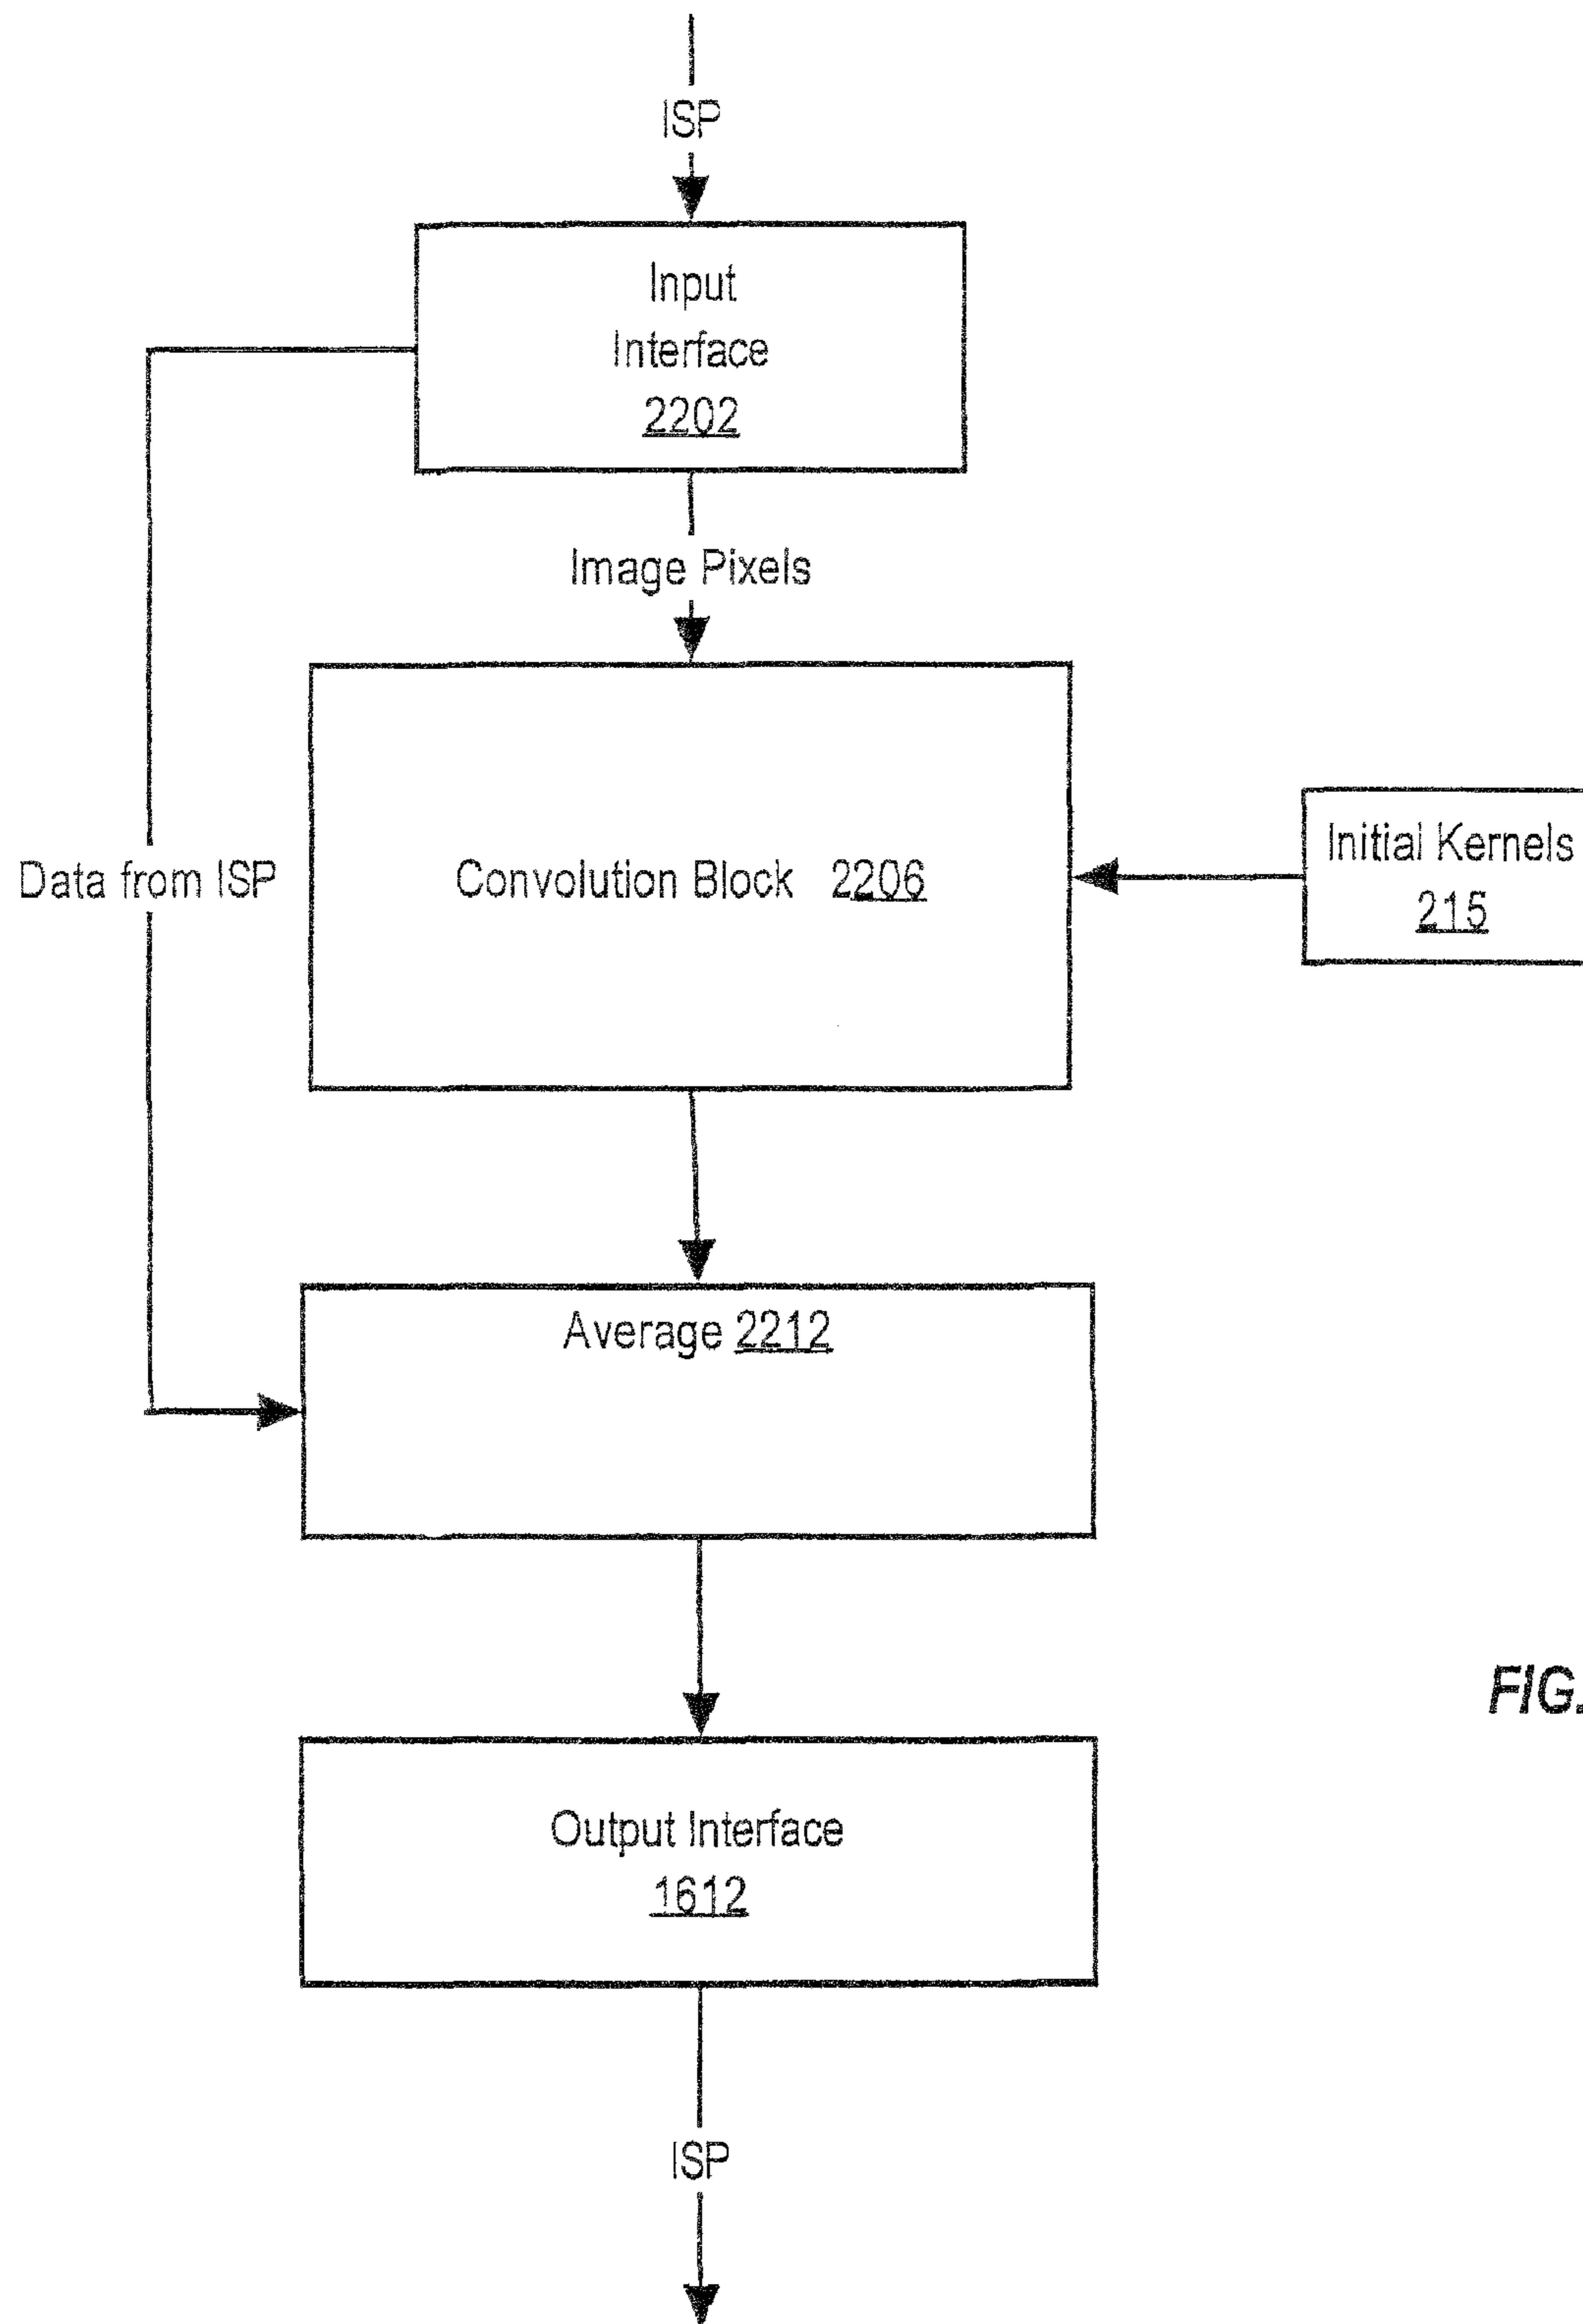 ISP
Input
Interface
2202
Image Pixels
Data from ISP
Convolution Block 2206
Initial Kernels
215
Average 2212
FIG.
Output Interface
1612
ISP